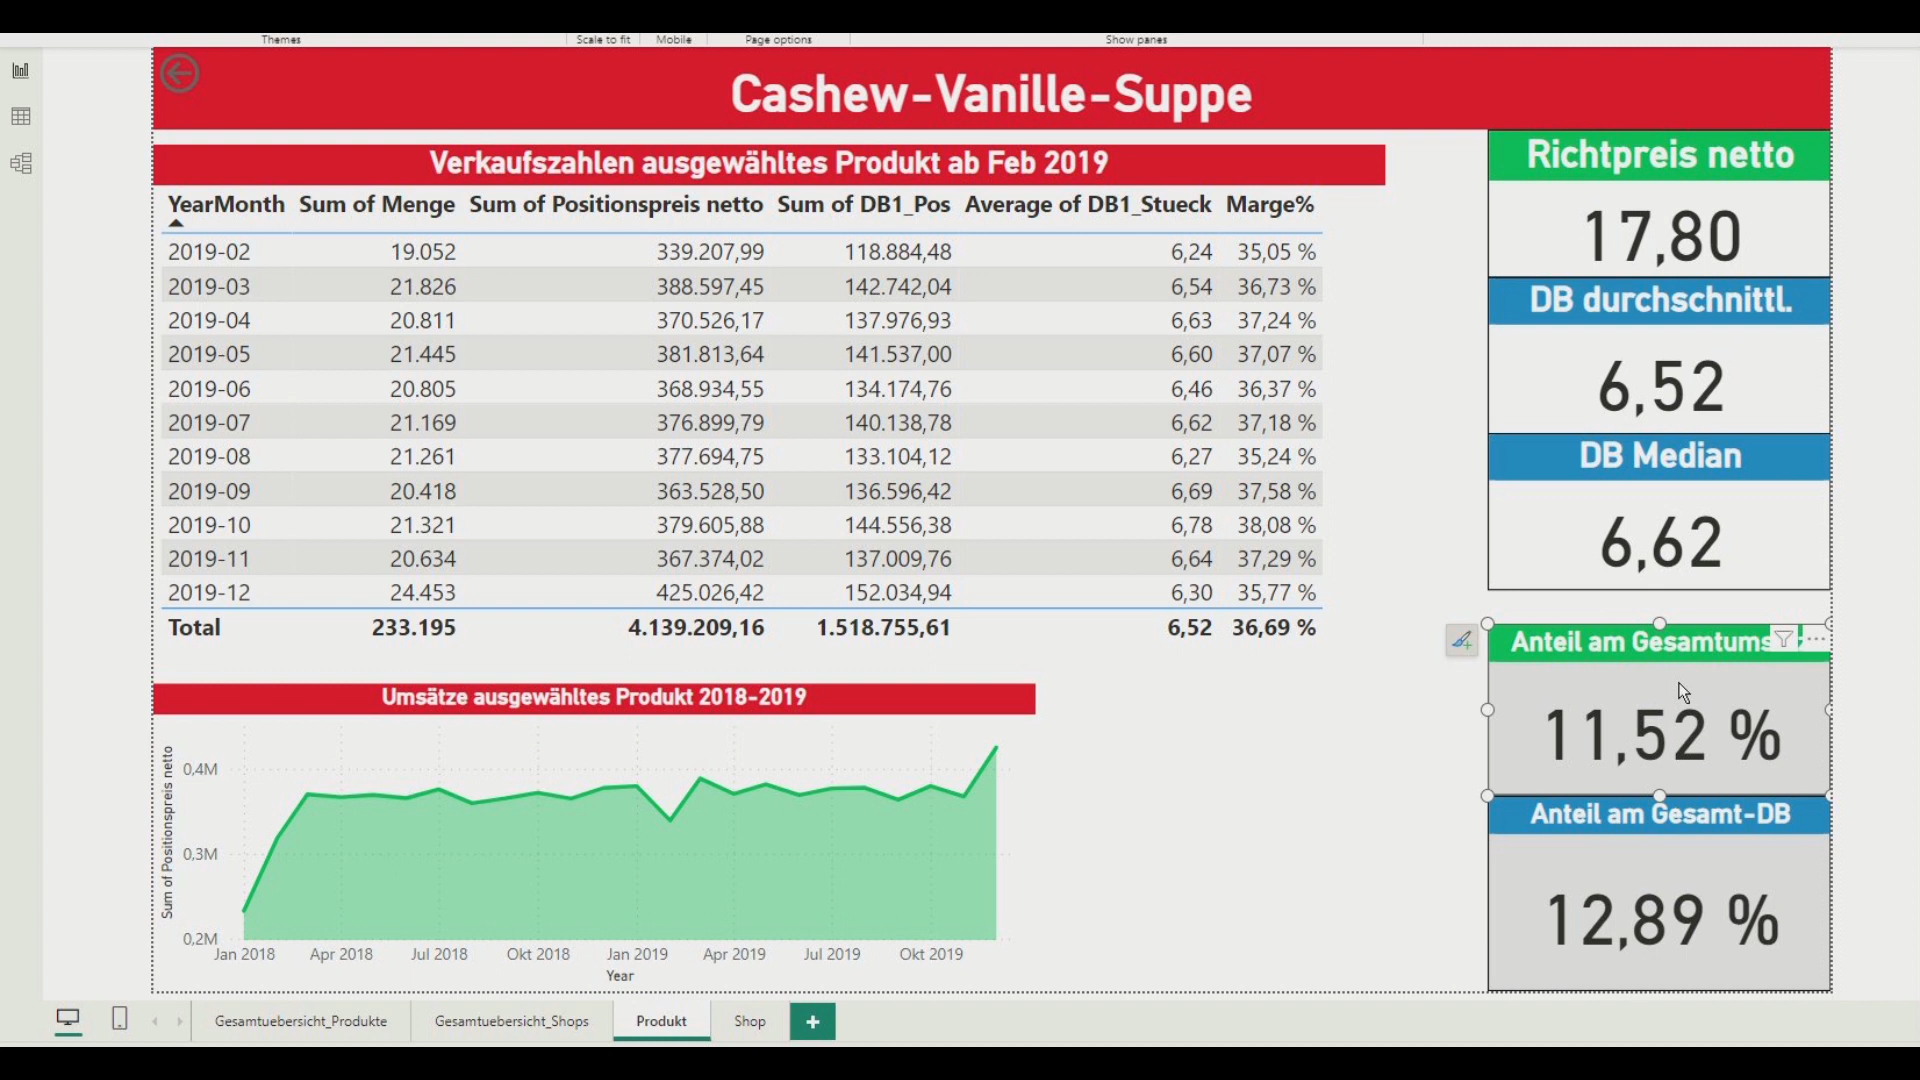 Themes Scale to fit Mobile Page options Show panes
Cashew-Vanille-Suppe
Verkaufszahlen ausgewähltes Produkt ab Feb 2019
YearMonth Sum of Menge Sum of Positionspreis netto Sum of DB1_Pos Average of DB1_Stueck Marge%
2019-02 19.052 339.207,99 118.884,48 6,24 35,05 %
2019-03 21.826 388.597,45 142.742,04 6,54 36,73 %
2019-04 20.811 370.526,17 137.976,93 6,63 37,24 %
2019-05 21.445 381.813,64 141.537,00 6,60 37,07 %
2019-06 20.805 368.934,55 134.174,76 6,46 36,37 %
2019-07 21.169 376.899,79 140.138,78 6,62 37,18 %
2019-08 21.261 377.694,75 133.104,12 6,27 35,24 %
2019-09 20.418 363.528,50 136.596,42 6,69 37,58 %
2019-10 21.321 379.605,88 144.556,38 6,78 38,08 %
2019-11 20.634 367.374,02 137.009,76 6,64 37,29 %
2019-12 24.453 425.026,42 152.034,94 6,30 35,77 %
Total 233.195 4.139.209,16 1.518.755,61 6,52 36,69 %
Richtpreis netto
17,80
DB durchschnittl.
6,52
DB Median
6,62
Anteil am Gesamtums
11,52 %
Anteil am Gesamt-DB
12,89 %
Umsätze ausgewähltes Produkt 2018-2019
Sum of Positionspreis netto
0,4M
0,3M
0,2M
Jan 2018 Apr 2018 Jul 2018 Okt 2018 Jan 2019 Apr 2019 Jul 2019 Okt 2019
Year
Gesamtuebersicht_Produkte Gesamtuebersicht_Shops Produkt Shop +